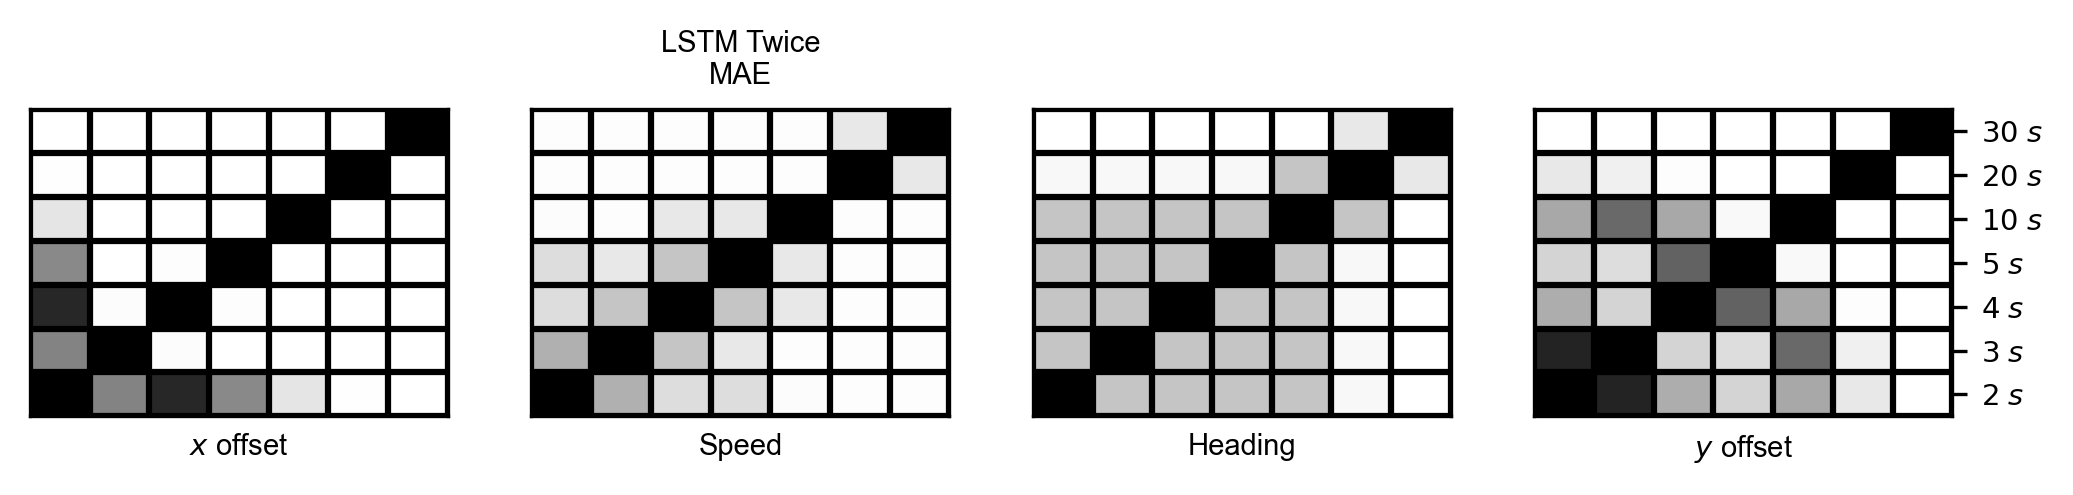 LSTM Twice
MAE
30 s
20 s
10 s
5 s
4 s
3 s
2 s
x offset
Speed
Heading
y offset